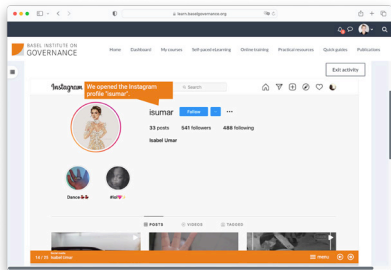 learn.baselgovernance.org
BASEL INSTITUTE ON
GOVERNANCE
Home Dashboard My courses Self-paced elearning Online training Practical resources Quick guides Publications
Exit activity
Instagram
We opened the Instagram
profile "isumar".
Search
isumar Follow
33 posts 541 followers 488 following
Isabel Umar
Dance
POSTS VIDEOS TAGGED
14 / 35 Isabel Umar
menu